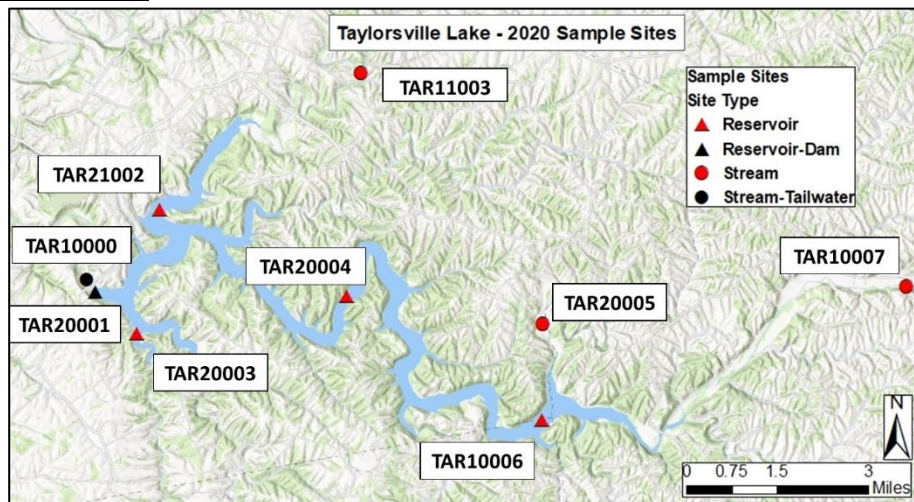 Taylorsville Lake - 2020 Sample Sites
TAR11003
Sample Sites
Site Type
Reservoir
Reservoir-Dam
Stream
Stream-Tailwater
TAR21002
TAR10000
TAR20004
TAR10007
TAR20005
TAR20001
TAR20003
TAR10006
N
0 0.75 1.5 3
Miles